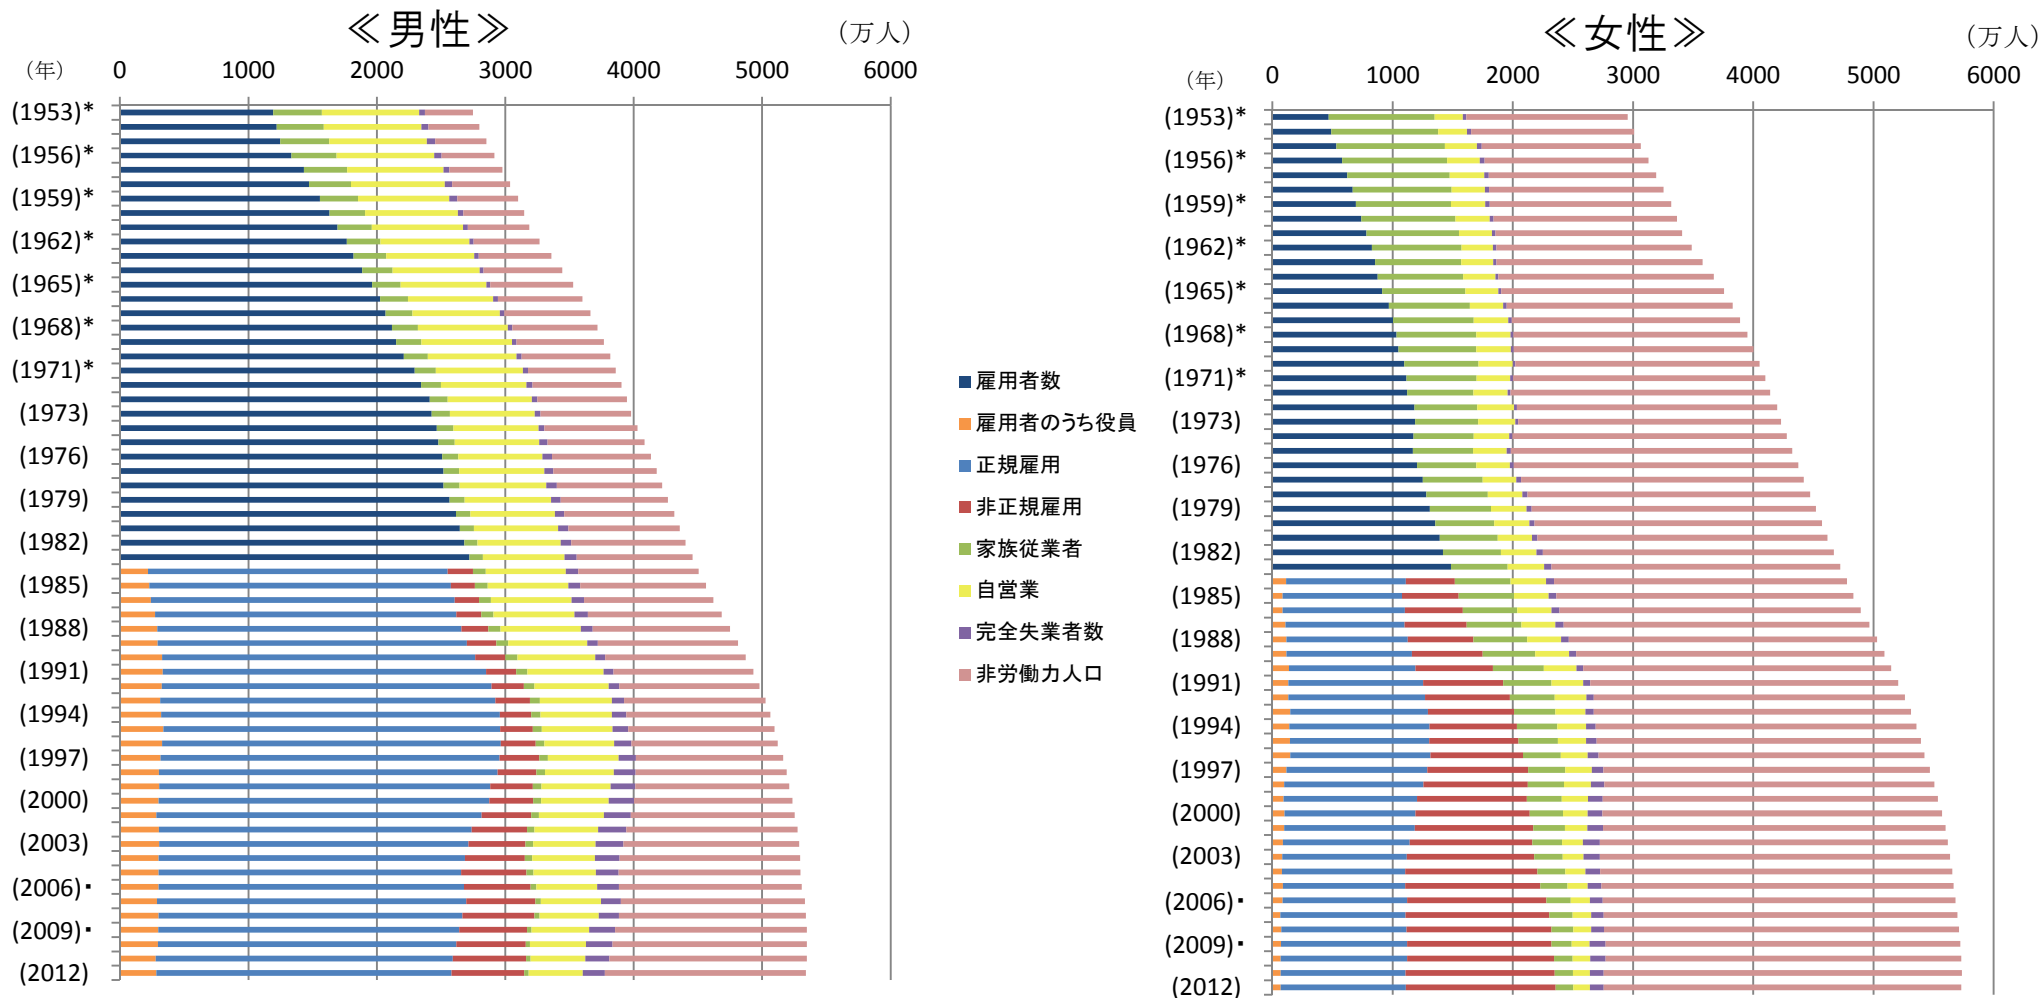 ≪男性≫
(万人)
(年)
0 1000 2000 3000 4000 5000 6000
(1953)*
(1956)*
(1959)*
(1962)*
(1965)*
(1968)*
(1971)*
(1973)
(1976)
(1979)
(1982)
(1985)
(1988)
(1991)
(1994)
(1997)
(2000)
(2003)
(2006)・
(2009)・
(2012)
雇用者数
雇用者のうち役員
正規雇用
非正規雇用
家族従業者
自営業
完全失業者数
非労働力人口
≪女性≫
(万人)
(年)
0 1000 2000 3000 4000 5000 6000
(1953)*
(1956)*
(1959)*
(1962)*
(1965)*
(1968)*
(1971)*
(1973)
(1976)
(1979)
(1982)
(1985)
(1988)
(1991)
(1994)
(1997)
(2000)
(2003)
(2006)・
(2009)・
(2012)